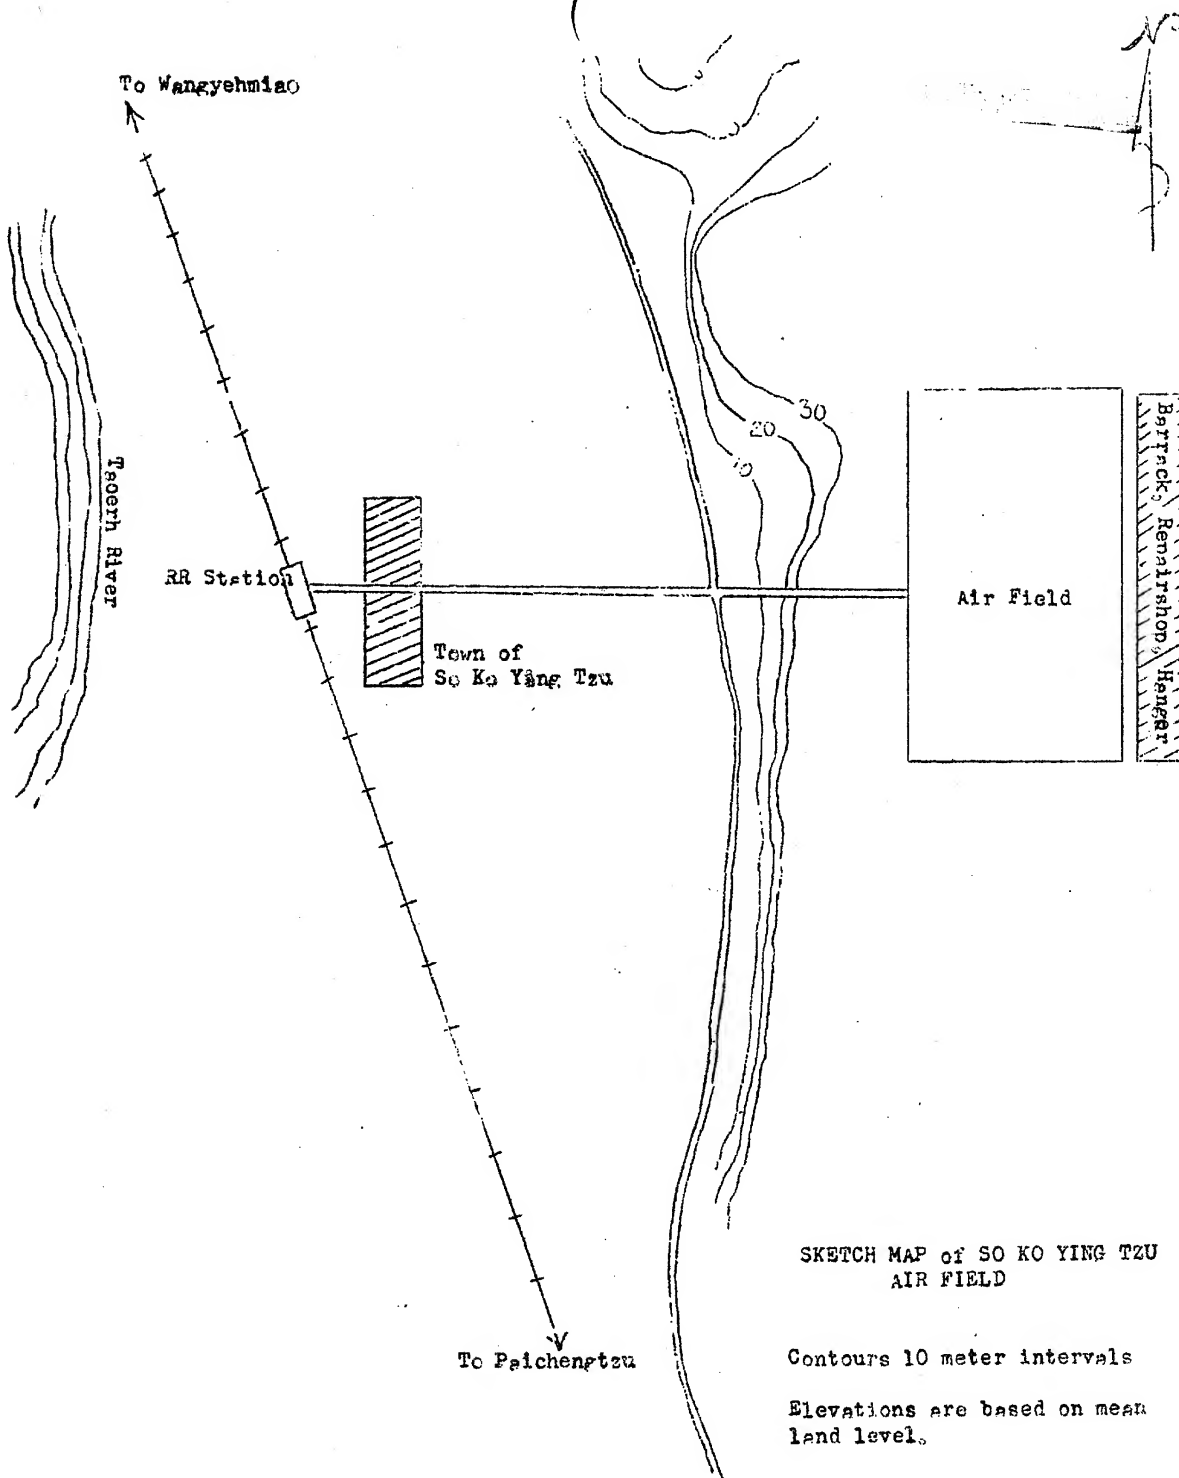 N
To Wangyehmiao
30
20
10
Taoerh River
RR Station
Town of
So Ko Yang Tzu
Air Field
Barrack, Repairshop, Hangar
SKETCH MAP of SO KO YING TZU
AIR FIELD
To Paichengtzu
Contours 10 meter intervals
Elevations are based on mean
land level.